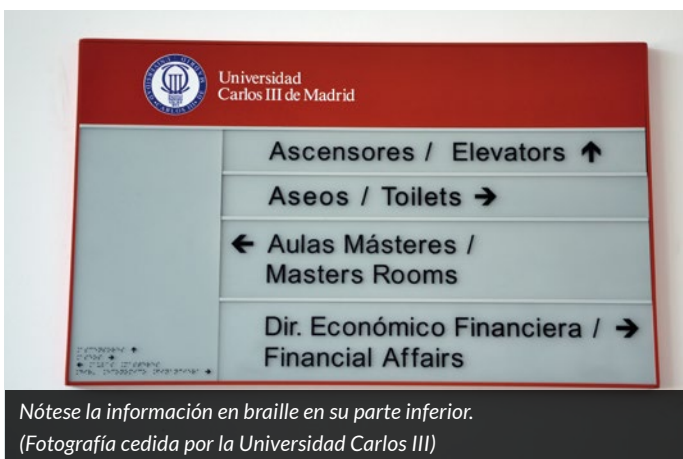 Universidad
Carlos III de Madrid
Ascensores / Elevators ↑
Aseos / Toilets →
← Aulas Másteres /
Masters Rooms
Dir. Económico Financiera / →
Financial Affairs
Nótese la información en braille en su parte inferior.
(Fotografía cedida por la Universidad Carlos III)